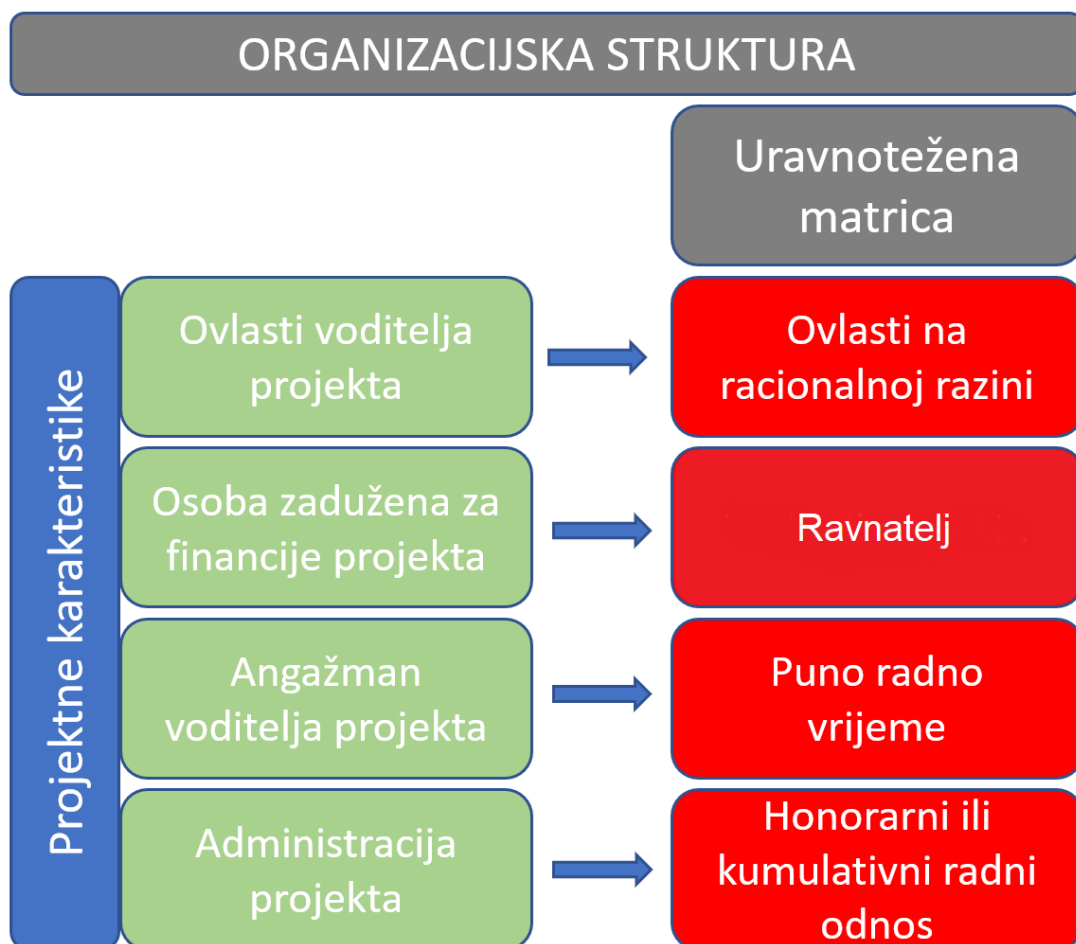 ORGANIZACIJSKA STRUKTURA
Uravnotežena
matrica
Projektne karakteristike
Ovlasti voditelja
projekta
Ovlasti na
racionalnoj razini
Osoba zadužena za
financije projekta
Ravnatelj
Angažman
voditelja projekta
Puno radno
vrijeme
Administracija
projekta
Honorarni ili
kumulativni radni
odnos